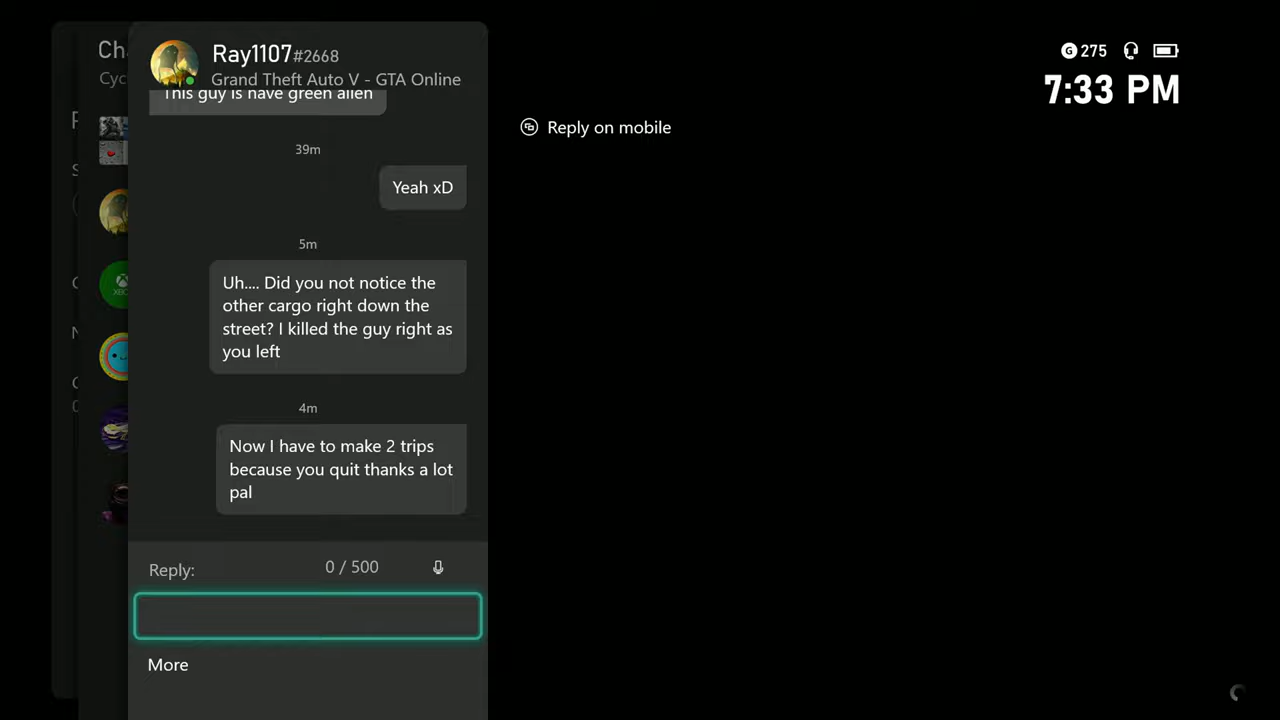 Ch
Cyc
Ray1107#2668
Grand Theft Auto V - GTA Online
This guy is nave green alien
39m
Yeah xD
5m
Uh.... Did you not notice the
other cargo right down the
street? I killed the guy right as
you left
4m
Now I have to make 2 trips
because you quit thanks a lot
pal
Reply:
0 / 500
More
Reply on mobile
G 275
7:33 PM